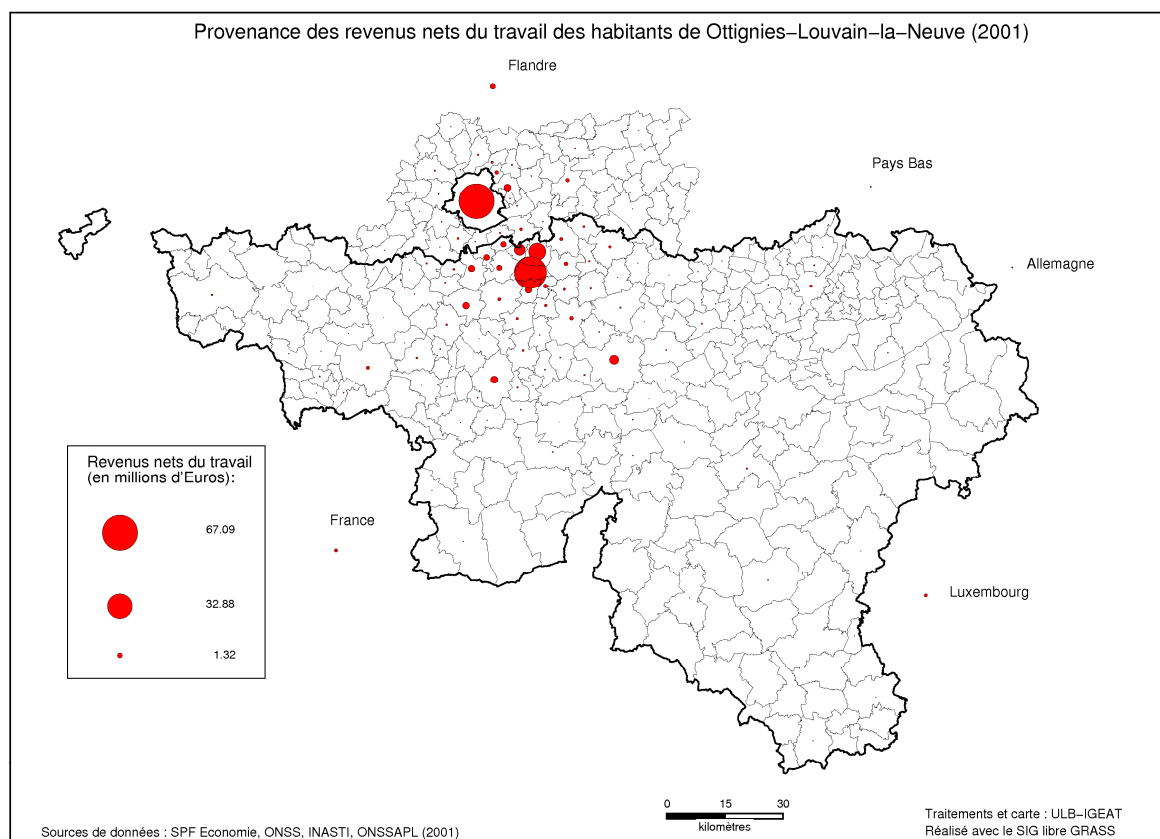 Provenance des revenus nets du travail des habitants de Ottignies−Louvain−la−Neuve (2001)
Flandre
Pays Bas
Allemagne
Revenus nets du travail
(en millions d'Euros):
67.09
32.88
1.32
France
Luxembourg
0 15 30
kilomètres
Sources de données : SPF Economie, ONSS, INASTI, ONSSAPL (2001)
Traitements et carte : ULB−IGEAT
Réalisé avec le SIG libre GRASS